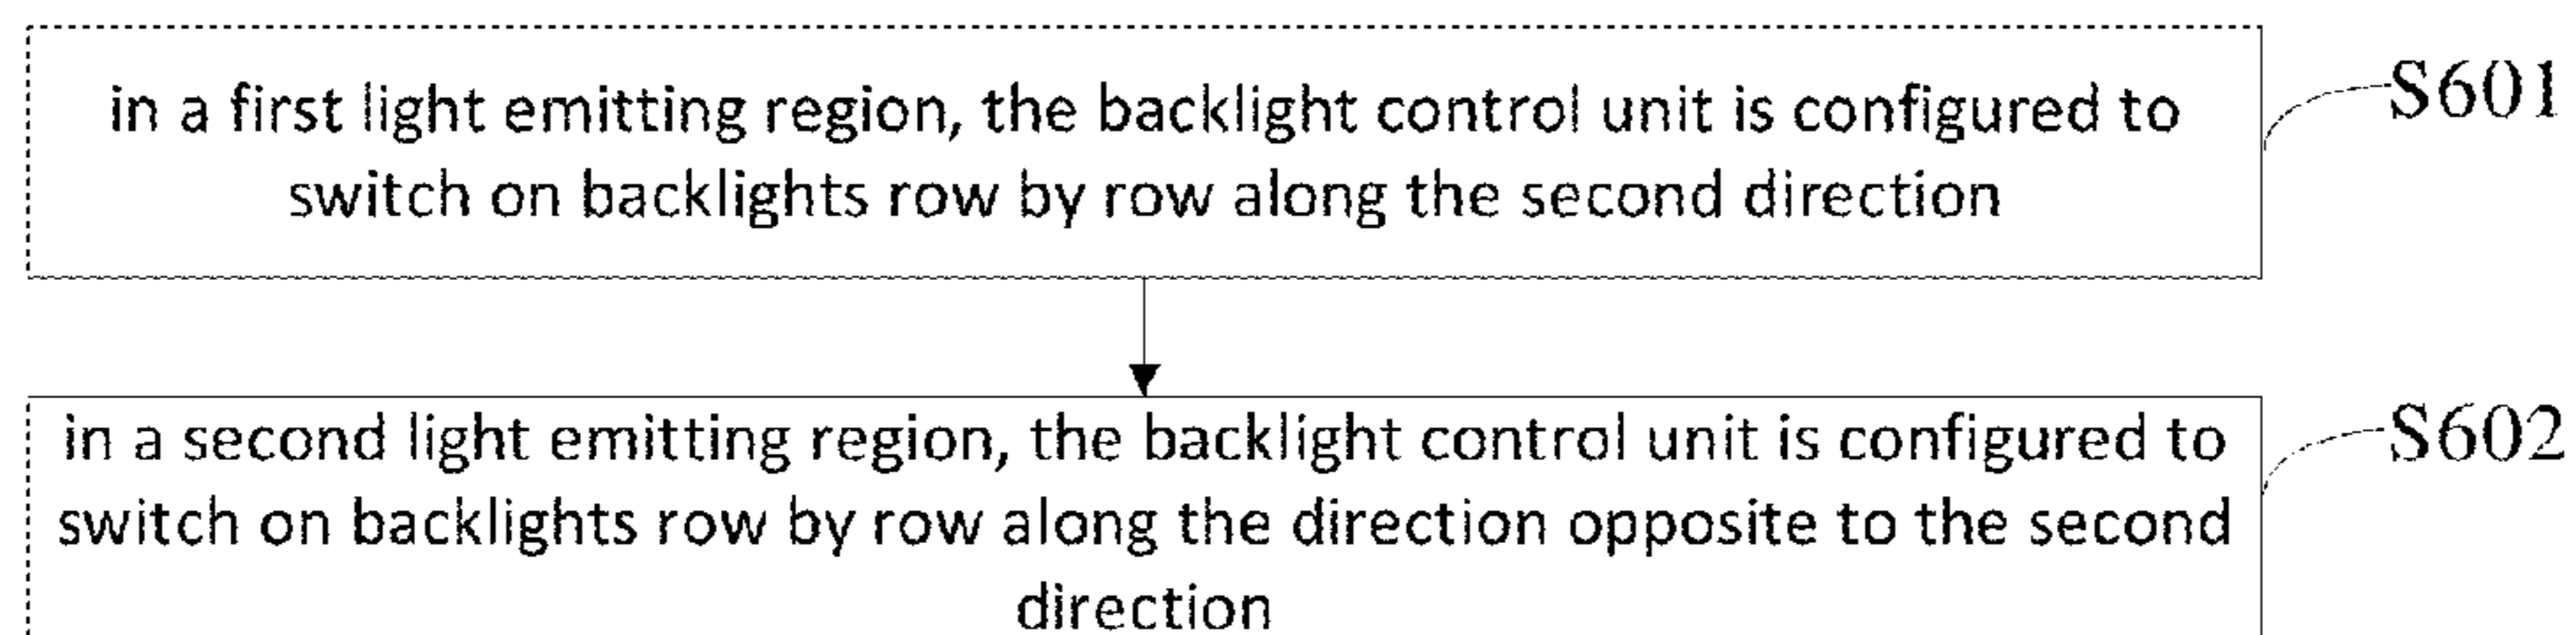 in a first light emitting region, the backlight control unit is configured to
switch on backlights row by row along the second direction
S601
in a second light emitting region, the backlight control unit is configured to
switch on backlights row by row along the direction opposite to the second
direction
S602